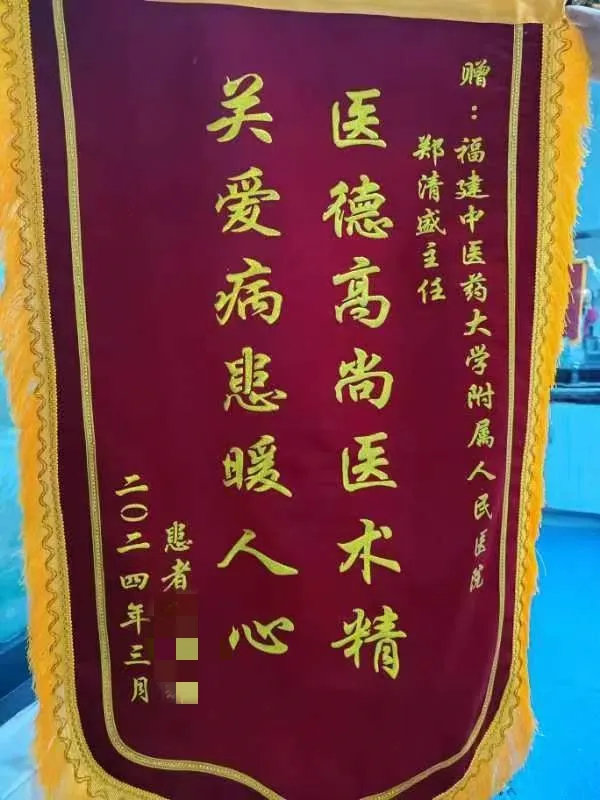 赠：福建中医药大学附属人民医院
郑清盛主任
医德高尚医术精
关爱病患暖人心
患者
二〇二四年三月